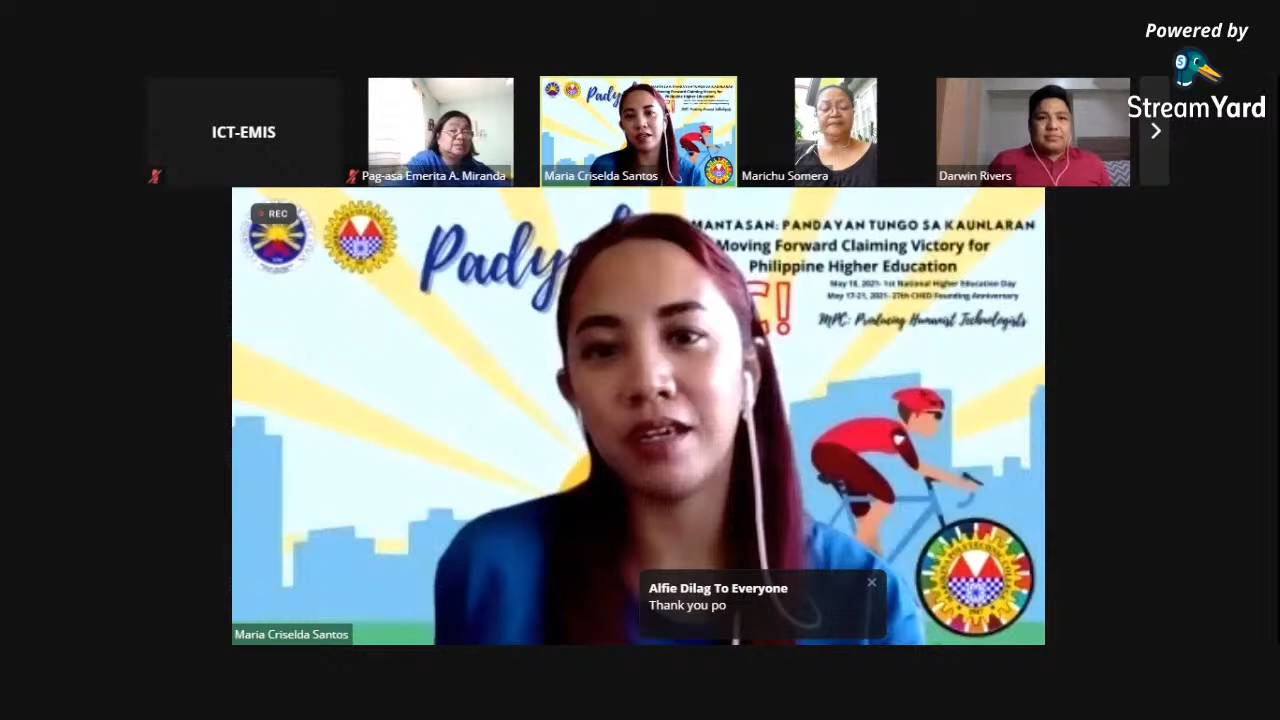 Powered by
StreamYard
ICT-EMIS
Pag-asa Emerita A. Miranda
Maria Criselda Santos
Marichu Somera
Darwin Rivers
REC
Pady
MANTASAN: PANDAYAN TUNGO SA KAUNLARAN
Moving Forward Claiming Victory for
Philippine Higher Education
May 18, 2021- 1st National Higher Education Day
May 17-21, 2021- 27th CHED Founding Anniversary
C!
MPC: Producing Humanist Technologists
Alfie Dilag To Everyone
Thank you po
Maria Criselda Santos